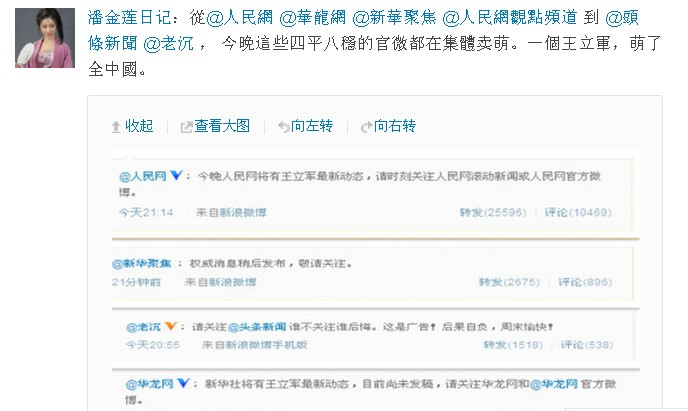 潘金莲日记：從@人民網 @華龍網 @新華聚焦 @人民網觀點頻道 到 @頭
條新聞 @老沉 ， 今晚這些四平八穩的官微都在集體卖萌。一個王立軍，萌了
全中國。
收起 查看大图 向左转 向右转
@人民网：今晚人民网将有王立军最新动态，请时刻关注人民网滚动新闻或人民网官方微
博。
今天21:14 来自新浪微博 转发(25596) 评论(10469)
@新华聚焦：权威消息稍后发布，敬请关注。
21分钟前 来自新浪微博 转发(2675) 评论(896)
@老沉：请关注@头条新闻 谁不关注谁后悔。这是广告！后果自负，周末愉快！
今天20:55 来自新浪微博手机版 转发(1518) 评论(538)
@华龙网：新华社将有王立军最新动态，目前尚未发稿，请关注华龙网和@华龙网 官方微
博。